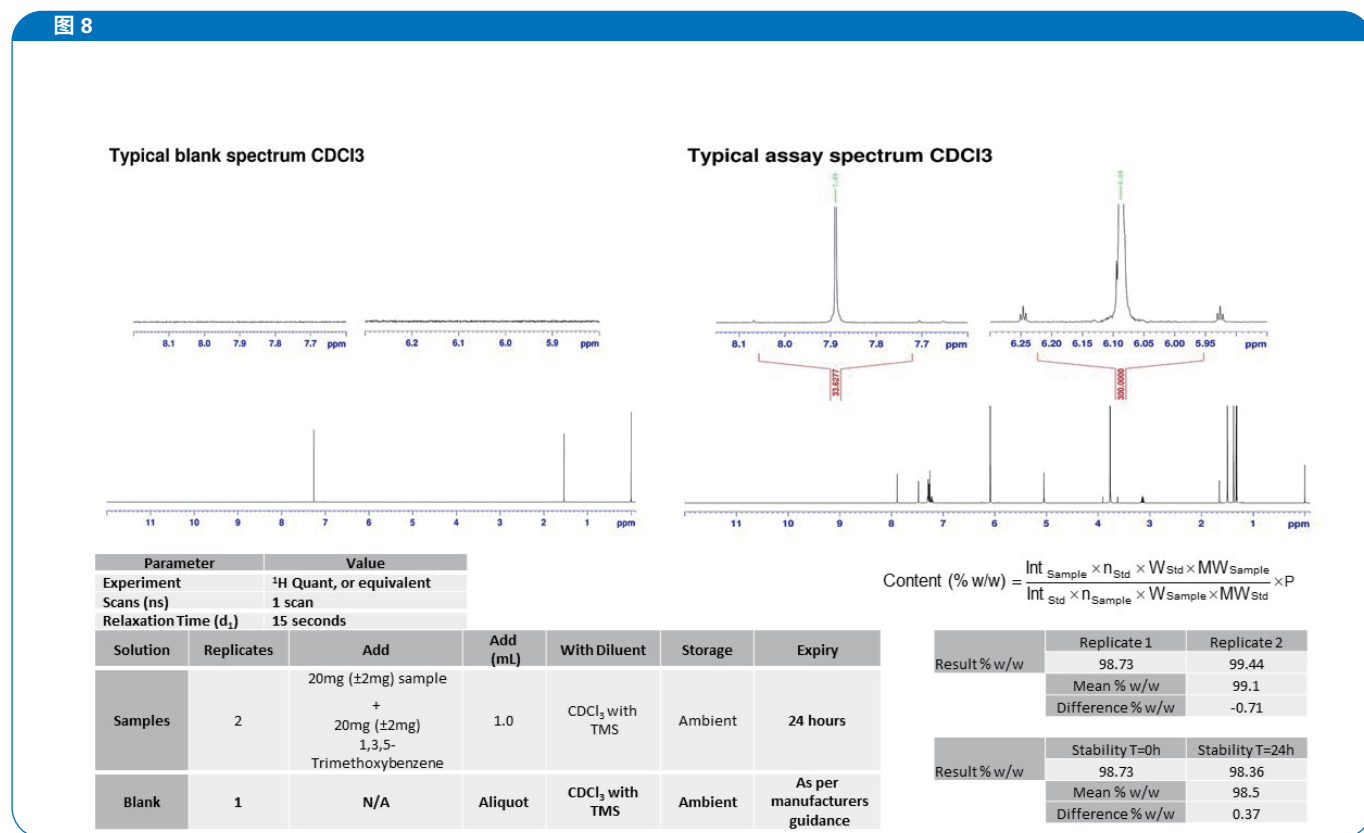 图 8
Typical blank spectrum CDCl3
Typical assay spectrum CDCl3
7.89
6.09
8.1 8.0 7.9 7.8 7.7 ppm
6.2 6.1 6.0 5.9 ppm
8.1 8.0 7.9 7.8 7.7 ppm
6.25 6.20 6.15 6.10 6.05 6.00 5.95 ppm
33.6277
300.0000
11 10 9 8 7 6 5 4 3 2 1 ppm
11 10 9 8 7 6 5 4 3 2 1 ppm
Parameter Value
Experiment ¹H Quant, or equivalent
Scans (ns) 1 scan
Relaxation Time (d₁) 15 seconds
Content (% w/w) = Int Sample × n Std × W Std × MW Sample
Int Std × n Sample × W Sample × MW Std
× P
Solution Replicates Add Add (mL) With Diluent Storage Expiry
Samples 2 20mg (±2mg) sample
+
20mg (±2mg)
1,3,5-
Trimethoxybenzene
1.0 CDCl₃ with
TMS
Ambient 24 hours
Blank 1 N/A Aliquot CDCl₃ with
TMS
Ambient As per
manufacturers
guidance
Replicate 1 Replicate 2
Result % w/w 98.73 99.44
Mean % w/w 99.1
Difference % w/w -0.71
Stability T=0h Stability T=24h
Result % w/w 98.73 98.36
Mean % w/w 98.5
Difference % w/w 0.37